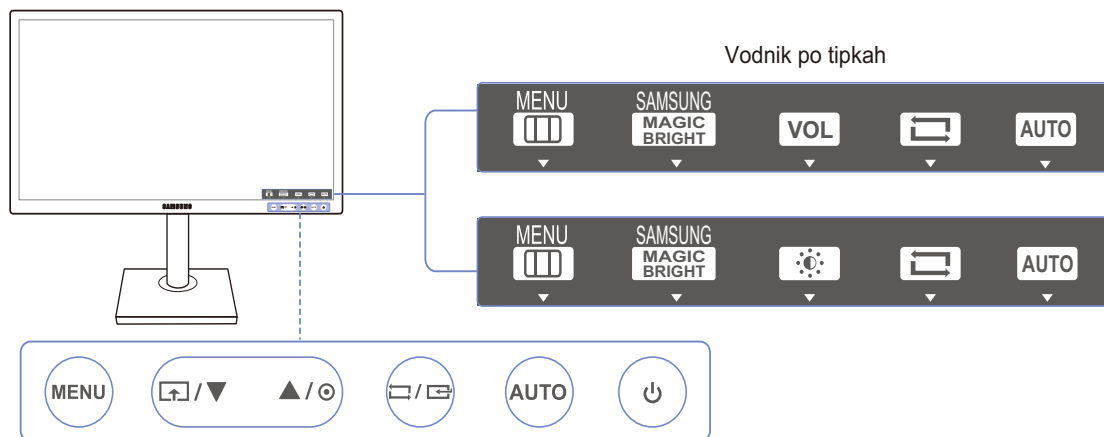 Vodnik po tipkah
MENU
SAMSUNG
MAGIC
BRIGHT
VOL
AUTO
MENU
SAMSUNG
MAGIC
BRIGHT
AUTO
SAMSUNG
MENU
/
/
/
AUTO